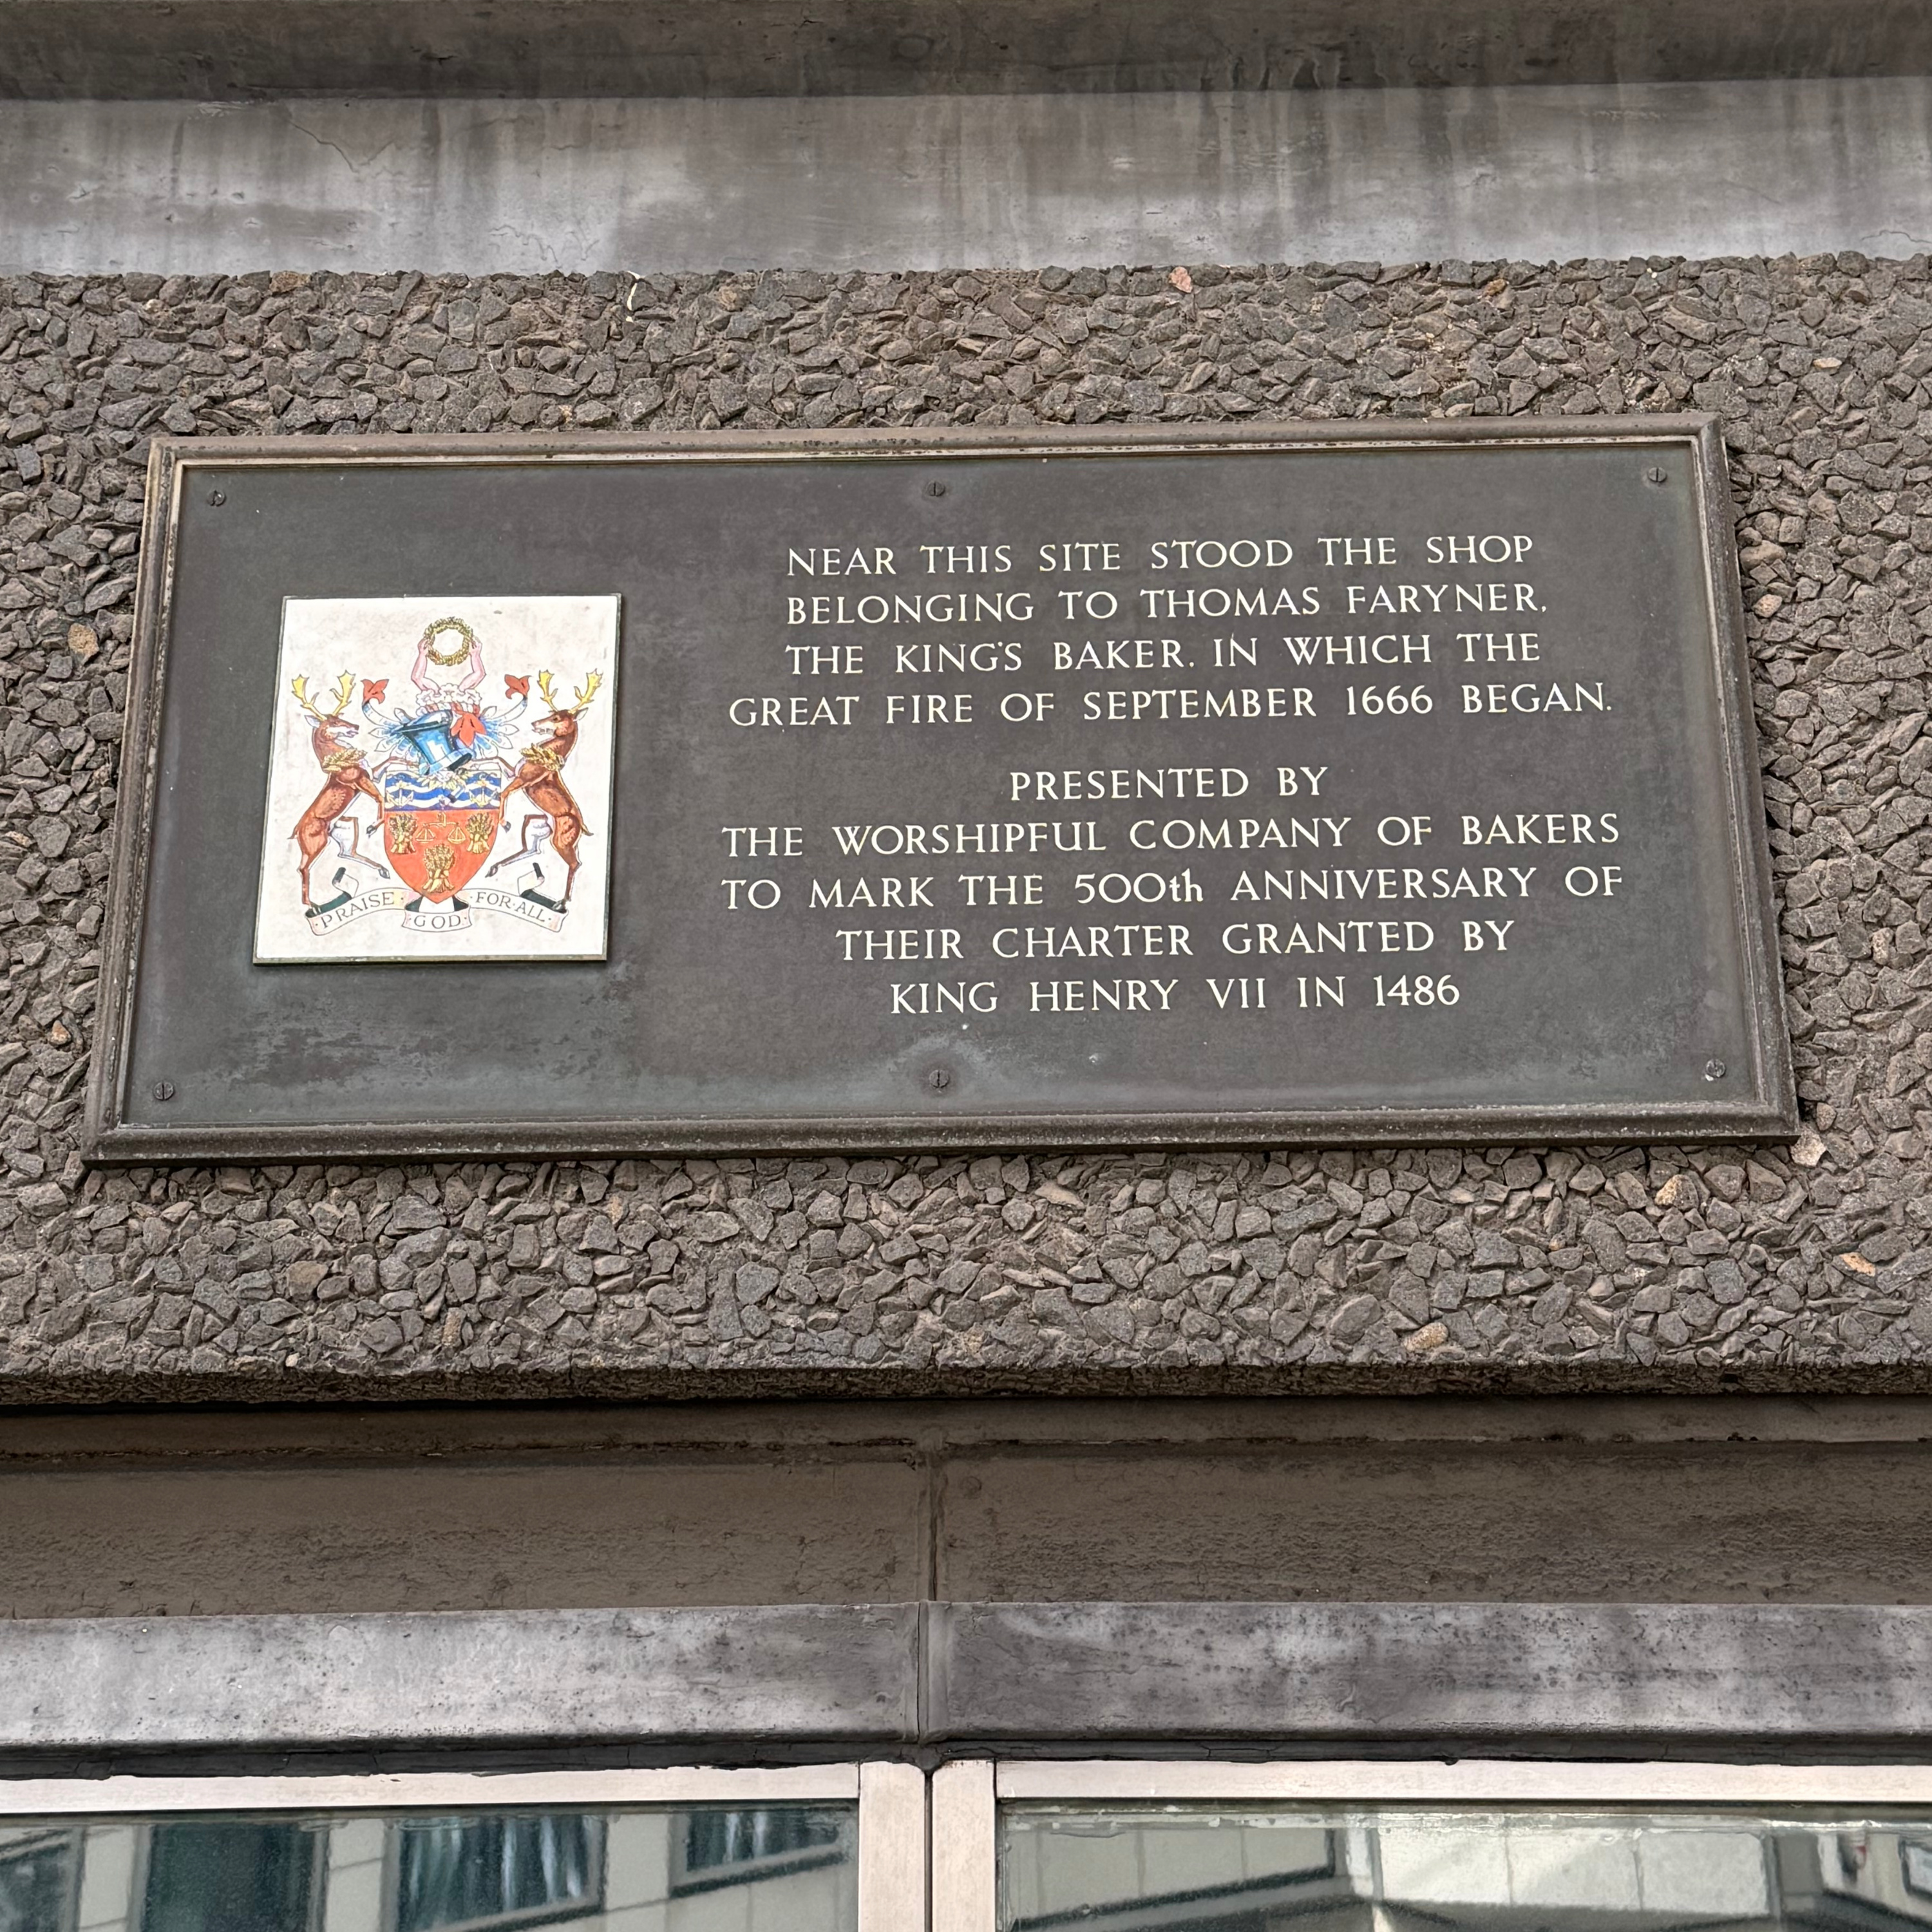 NEAR THIS SITE STOOD THE SHOP
BELONGING TO THOMAS FARYNER,
THE KING'S BAKER. IN WHICH THE
GREAT FIRE OF SEPTEMBER 1666 BEGAN.
PRESENTED BY
THE WORSHIPFUL COMPANY OF BAKERS
TO MARK THE 500th ANNIVERSARY OF
THEIR CHARTER GRANTED BY
KING HENRY VII IN 1486
PRAISE · GOD · FOR · ALL ·